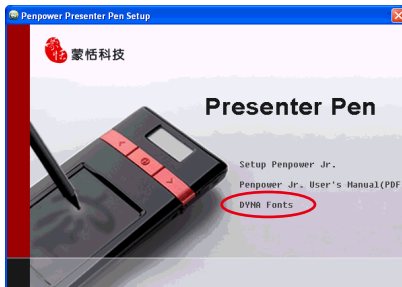 Penpower Presenter Pen Setup
蒙恬科技
Presenter Pen
Setup Penpower Jr.
Penpower Jr. User's Manual(PDF
DYNA Fonts